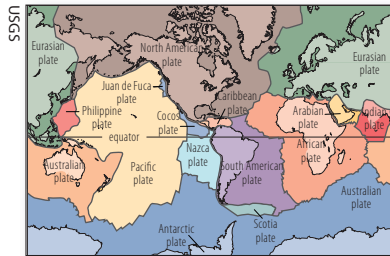 USGS
Eurasian
plate
North American
plate
Eurasian
plate
Juan de Fuca
plate
Caribbean
plate
Philippine
plate
Cocos
plate
Arabian
plate
Indian
plate
equator
Australian
plate
Pacific
plate
Nazca
plate
South American
plate
African
plate
Australian
plate
Antarctic
plate
Scotia
plate